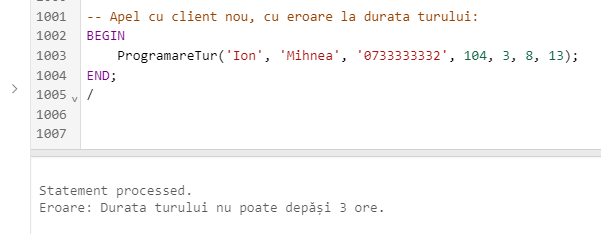 1001 -- Apel cu client nou, cu eroare la durata turului:
1002 BEGIN
1003 ProgramareTur('Ion', 'Mihnea', '0733333332', 104, 3, 8, 13);
1004 END;
1005 /
1006
1007
Statement processed.
Eroare: Durata turului nu poate depăși 3 ore.